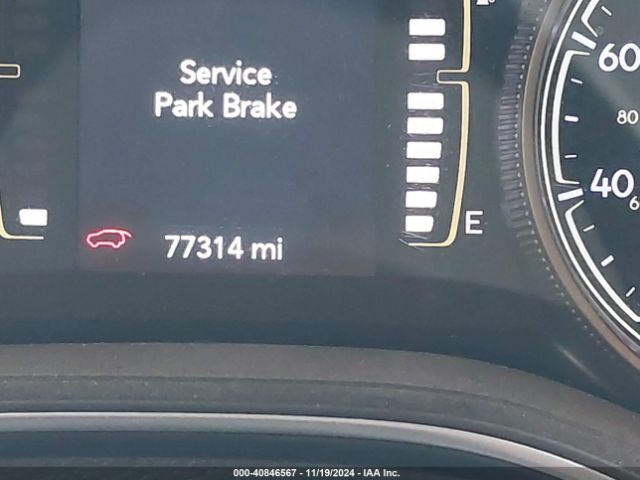 Service
Park Brake
77314 mi
E
60
80
40
000-40846567 - 11/19/2024 - IAA Inc.